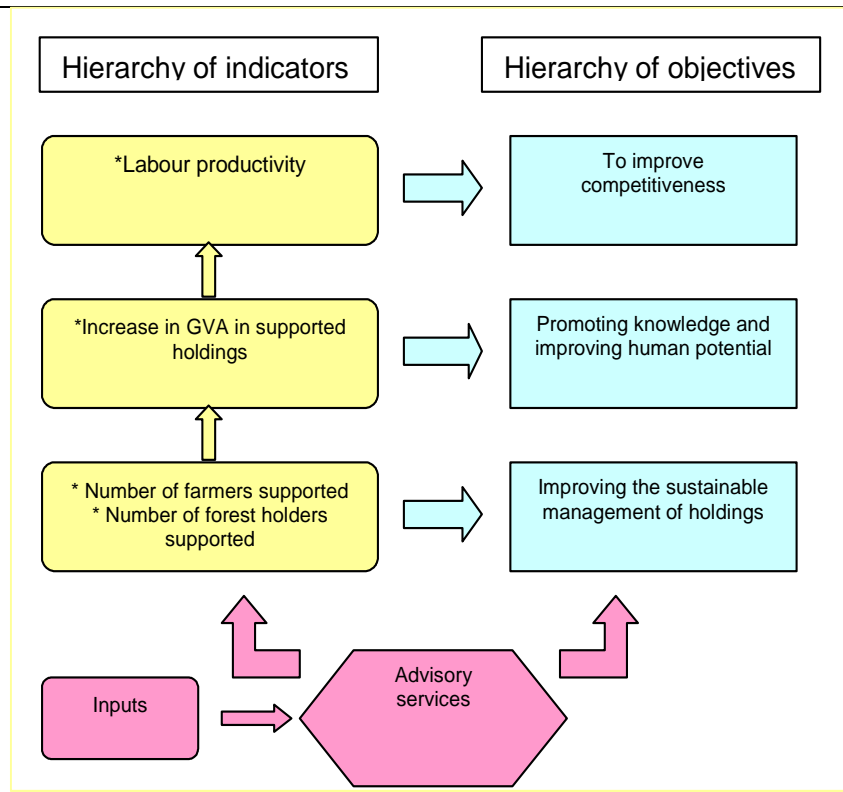 Hierarchy of indicators
Hierarchy of objectives
*Labour productivity
To improve
competitiveness
*Increase in GVA in supported
holdings
Promoting knowledge and
improving human potential
* Number of farmers supported
* Number of forest holders
supported
Improving the sustainable
management of holdings
Advisory
services
Inputs